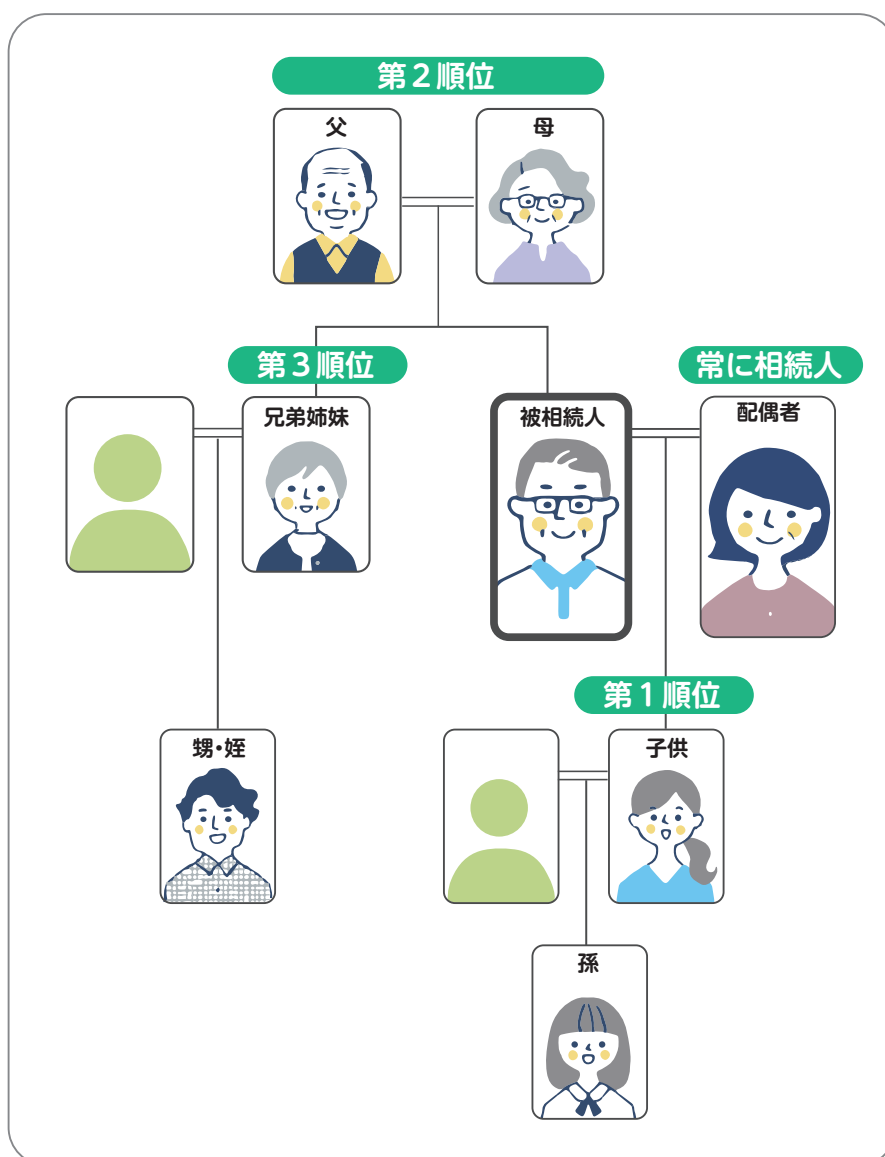 第2順位
父
母
第3順位
常に相続人
兄弟姉妹
被相続人
配偶者
第1順位
甥・姪
子供
孫